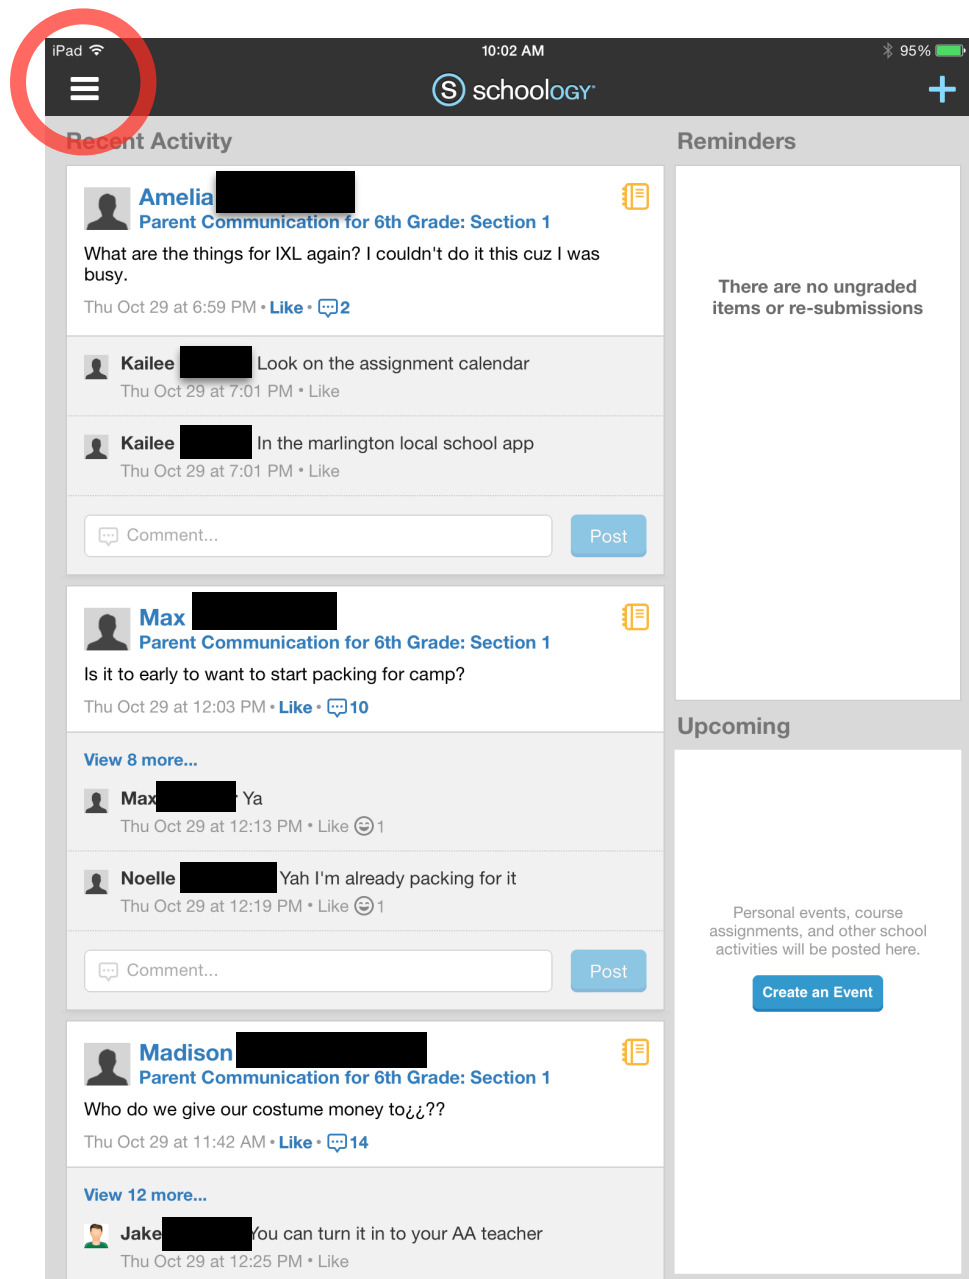 iPad
10:02 AM
95%
S schoology
Recent Activity
Amelia
Parent Communication for 6th Grade: Section 1
What are the things for IXL again? I couldn't do it this cuz I was
busy.
Thu Oct 29 at 6:59 PM • Like • 2
Kailee Look on the assignment calendar
Thu Oct 29 at 7:01 PM • Like
Kailee In the marlington local school app
Thu Oct 29 at 7:01 PM • Like
Comment...
Post
Max
Parent Communication for 6th Grade: Section 1
Is it to early to want to start packing for camp?
Thu Oct 29 at 12:03 PM • Like • 10
View 8 more...
Max Ya
Thu Oct 29 at 12:13 PM • Like 1
Noelle Yah I'm already packing for it
Thu Oct 29 at 12:19 PM • Like 1
Comment...
Post
Madison
Parent Communication for 6th Grade: Section 1
Who do we give our costume money to¿¿??
Thu Oct 29 at 11:42 AM • Like • 14
View 12 more...
Jake You can turn it in to your AA teacher
Thu Oct 29 at 12:25 PM • Like
Reminders
There are no ungraded
items or re-submissions
Upcoming
Personal events, course
assignments, and other school
activities will be posted here.
Create an Event